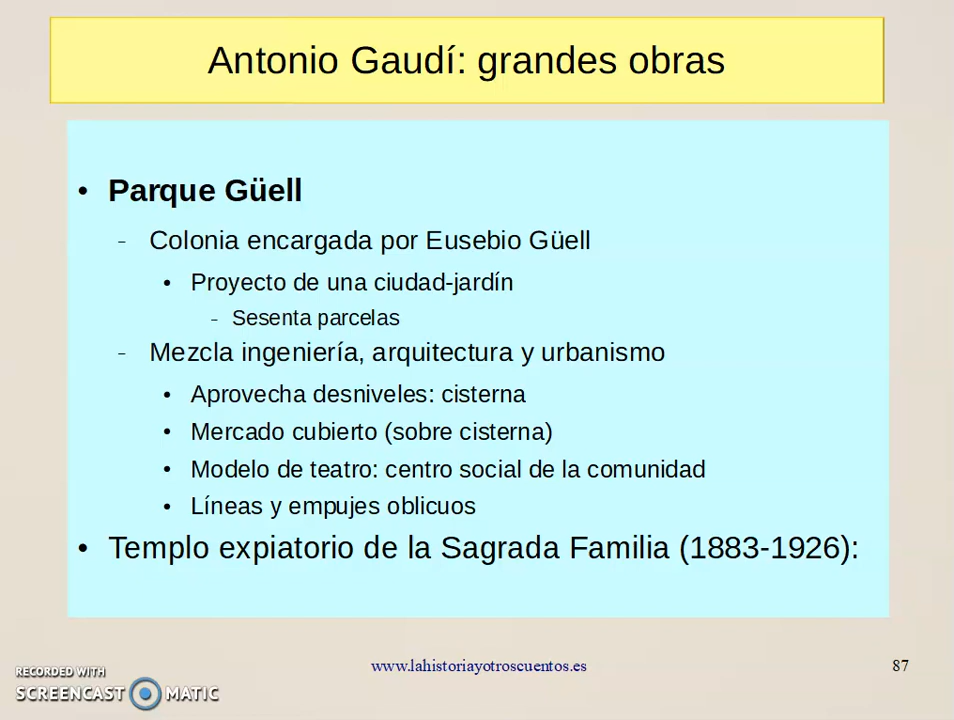 Antonio Gaudí: grandes obras
• Parque Güell
– Colonia encargada por Eusebio Güell
• Proyecto de una ciudad-jardín
– Sesenta parcelas
– Mezcla ingeniería, arquitectura y urbanismo
• Aprovecha desniveles: cisterna
• Mercado cubierto (sobre cisterna)
• Modelo de teatro: centro social de la comunidad
• Líneas y empujes oblicuos
• Templo expiatorio de la Sagrada Familia (1883-1926):
www.lahistoriayotroscuentos.es
87
RECORDED WITH
SCREENCAST MATIC